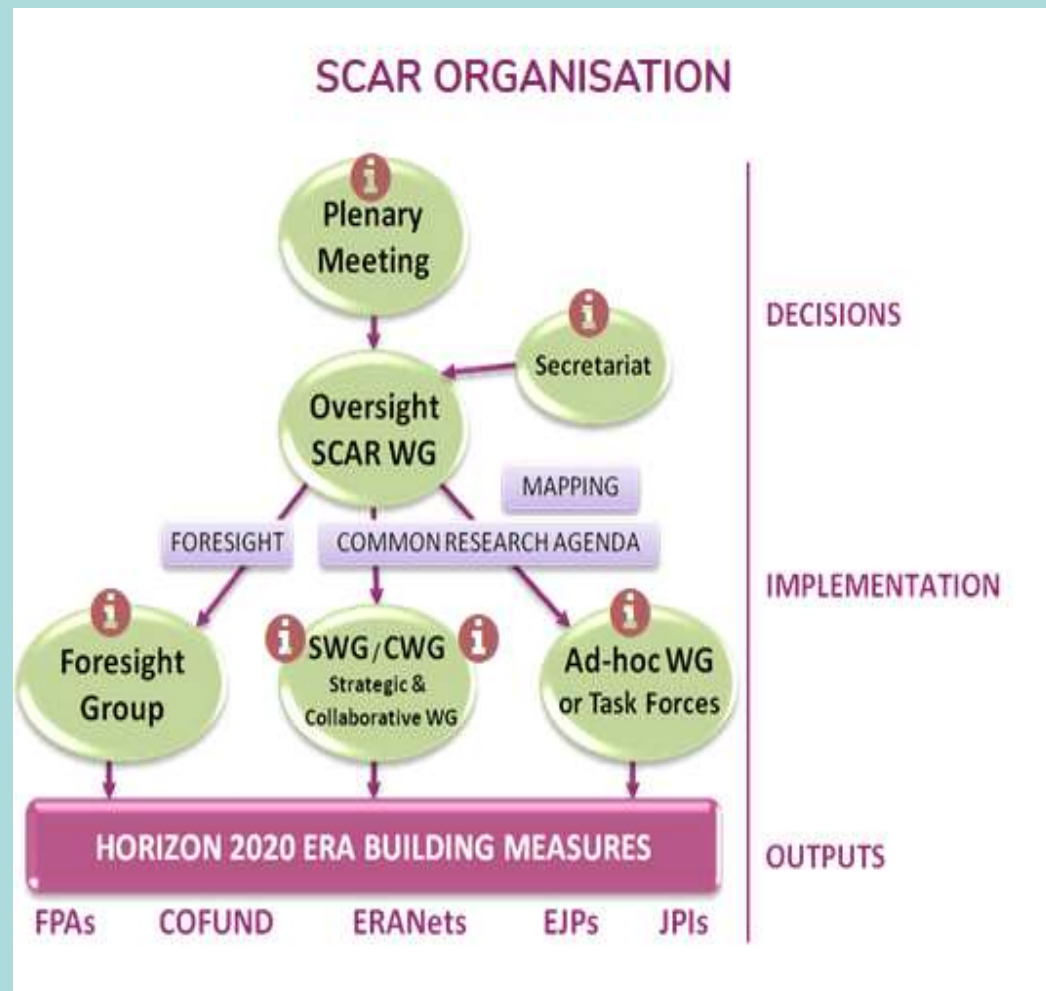 SCAR ORGANISATION
i
Plenary
Meeting
DECISIONS
i
Secretariat
Oversight
SCAR WG
MAPPING
FORESIGHT
COMMON RESEARCH AGENDA
IMPLEMENTATION
i
Foresight
Group
i
SWG/CWG
i
Strategic &
Collaborative WG
i
Ad-hoc WG
or Task Forces
HORIZON 2020 ERA BUILDING MEASURES
OUTPUTS
FPAs COFUND ERANets EJPs JPIs